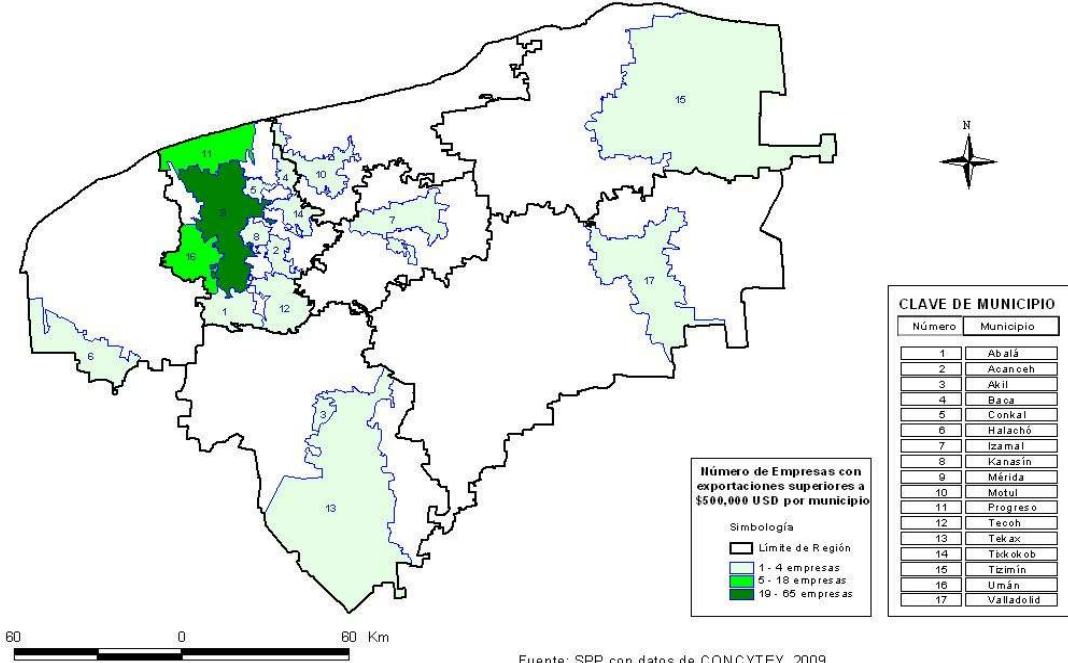 15
N
11
10
4
5
9
14
7
8
2
16
17
1
12
6
3
13
CLAVE DE MUNICIPIO
Número Municipio
1 Abalá
2 Acanceh
3 Akil
4 Baca
5 Conkal
6 Halachó
7 Izamal
8 Kanasín
9 Mérida
10 Motul
11 Progreso
12 Tecoh
13 Tekax
14 Tixkokob
15 Tizimín
16 Umán
17 Valladolid
Número de Empresas con
exportaciones superiores a
$500,000 USD por municipio
Simbología
Límite de Región
1 - 4 empresas
5 - 18 empresas
19 - 65 empresas
60 0 60 Km
Fuente: SPP con datos de CONCYTEY, 2009